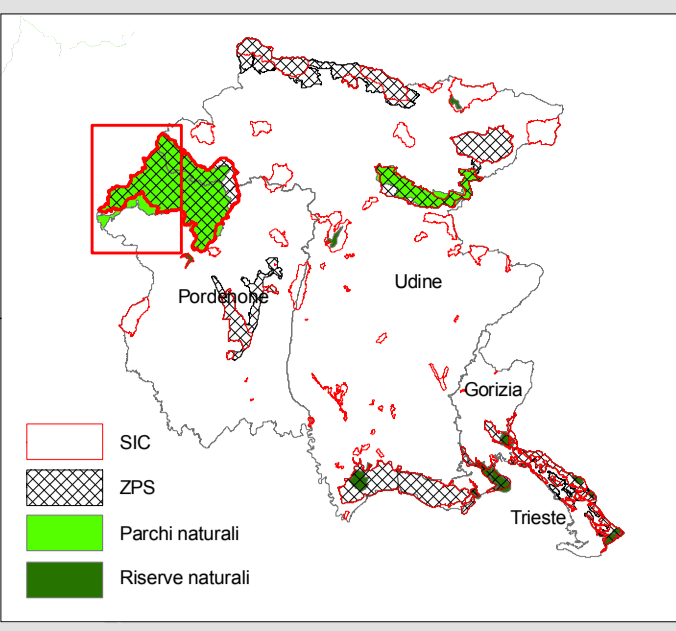 Udine
Pordenone
Gorizia
SIC
ZPS
Trieste
Parchi naturali
Riserve naturali